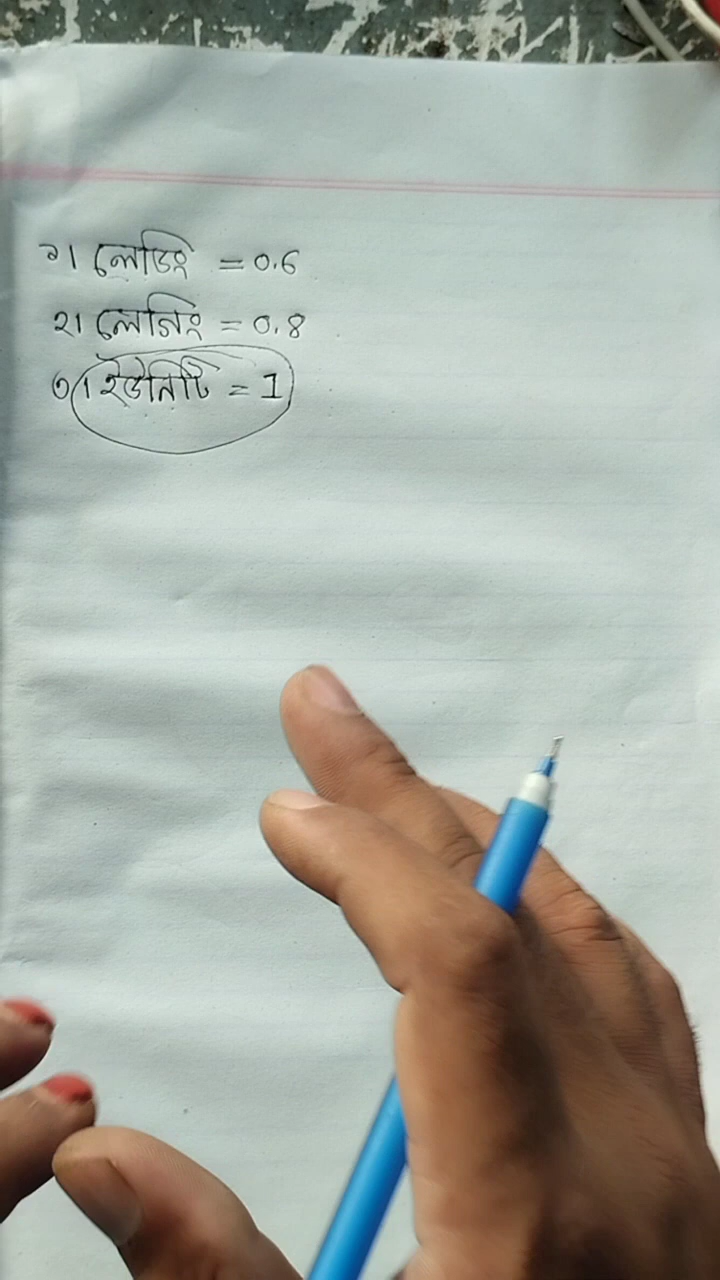 ১। লেডিং = 0.6
২। লেগিং = 0.8
৩। ইউনিটি = 1